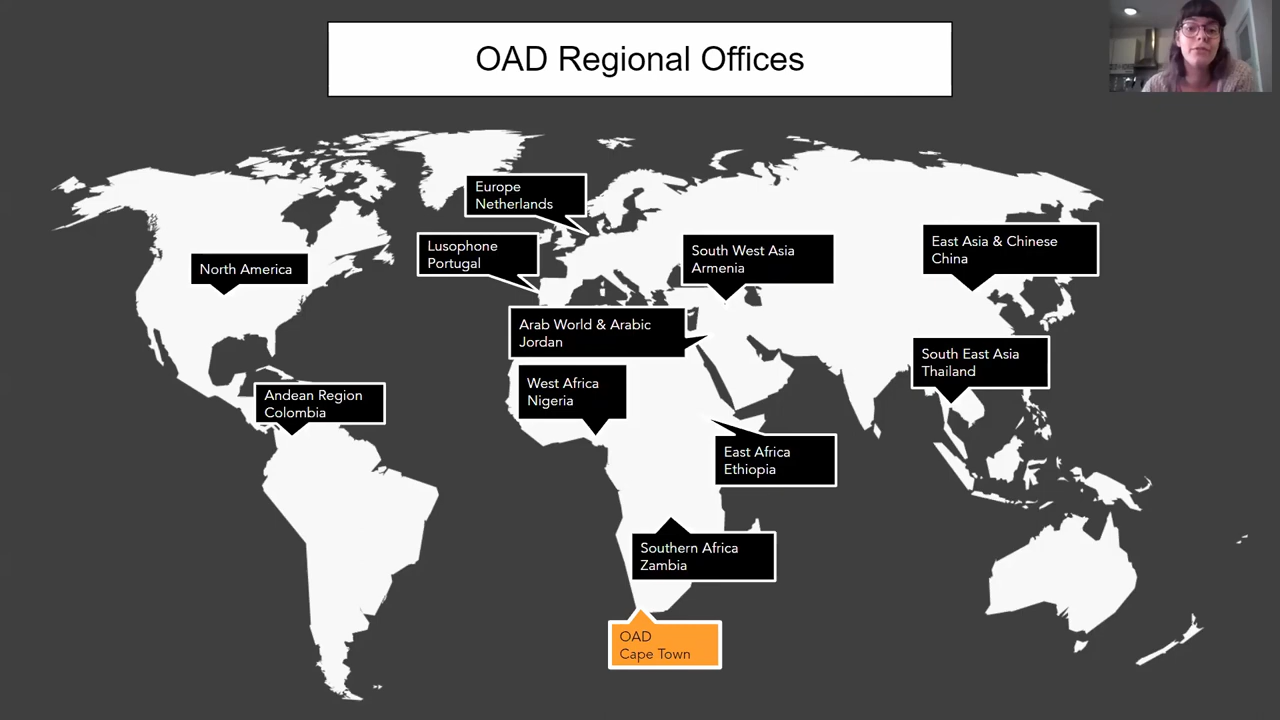 OAD Regional Offices
Europe
Netherlands
Lusophone
Portugal
South West Asia
Armenia
East Asia & Chinese
China
North America
Arab World & Arabic
Jordan
South East Asia
Thailand
West Africa
Nigeria
Andean Region
Colombia
East Africa
Ethiopia
Southern Africa
Zambia
OAD
Cape Town